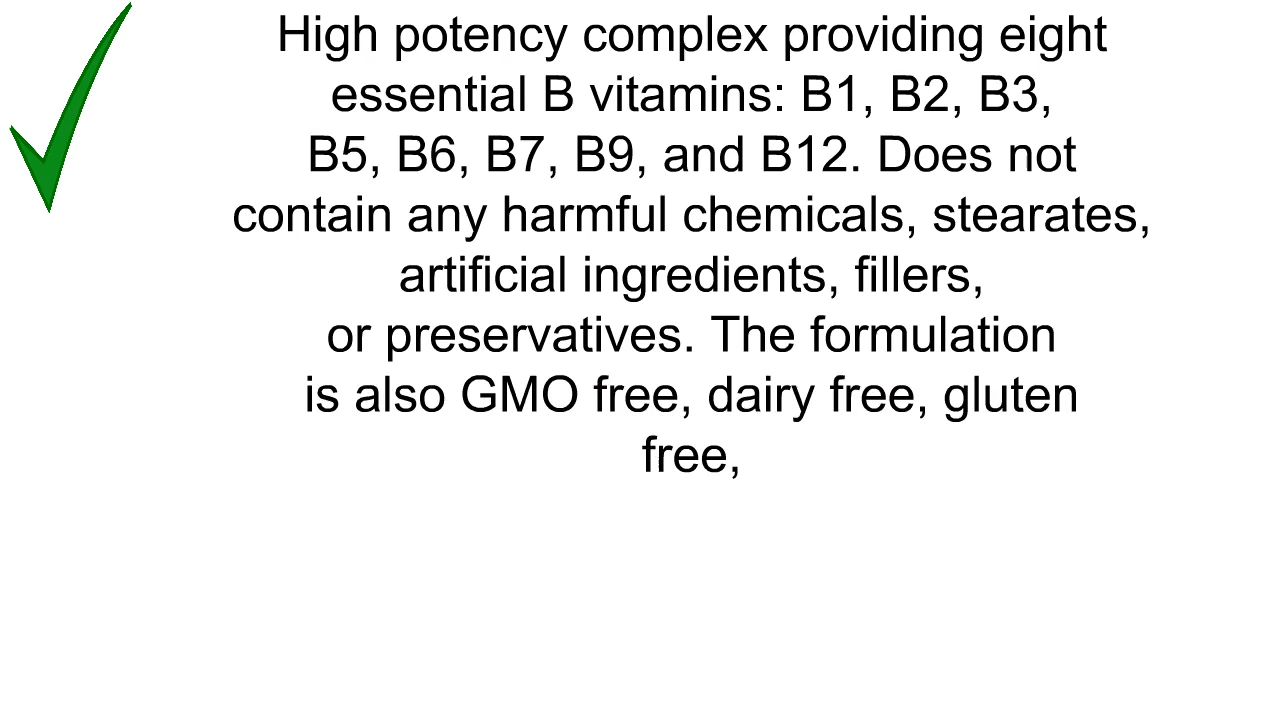 High potency complex providing eight
essential B vitamins: B1, B2, B3,
B5, B6, B7, B9, and B12. Does not
contain any harmful chemicals, stearates,
artificial ingredients, fillers,
or preservatives. The formulation
is also GMO free, dairy free, gluten
free,